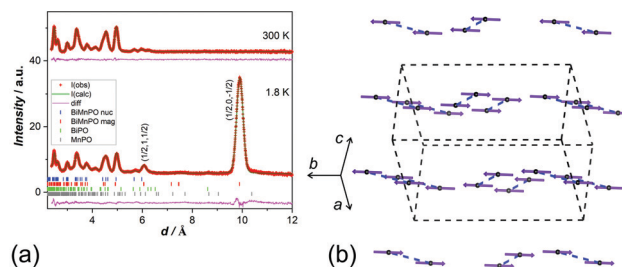 300 K
40
I(obs)
I(calc)
diff
BiMnPO nuc
BiMnPO mag
BiPO
MnPO
1.8 K
(1/2,0,-1/2)
(1/2,1,1/2)
20
0
Intensity / a.u.
4
6
8
10
12
d / Å
(a)
c
b
a
(b)